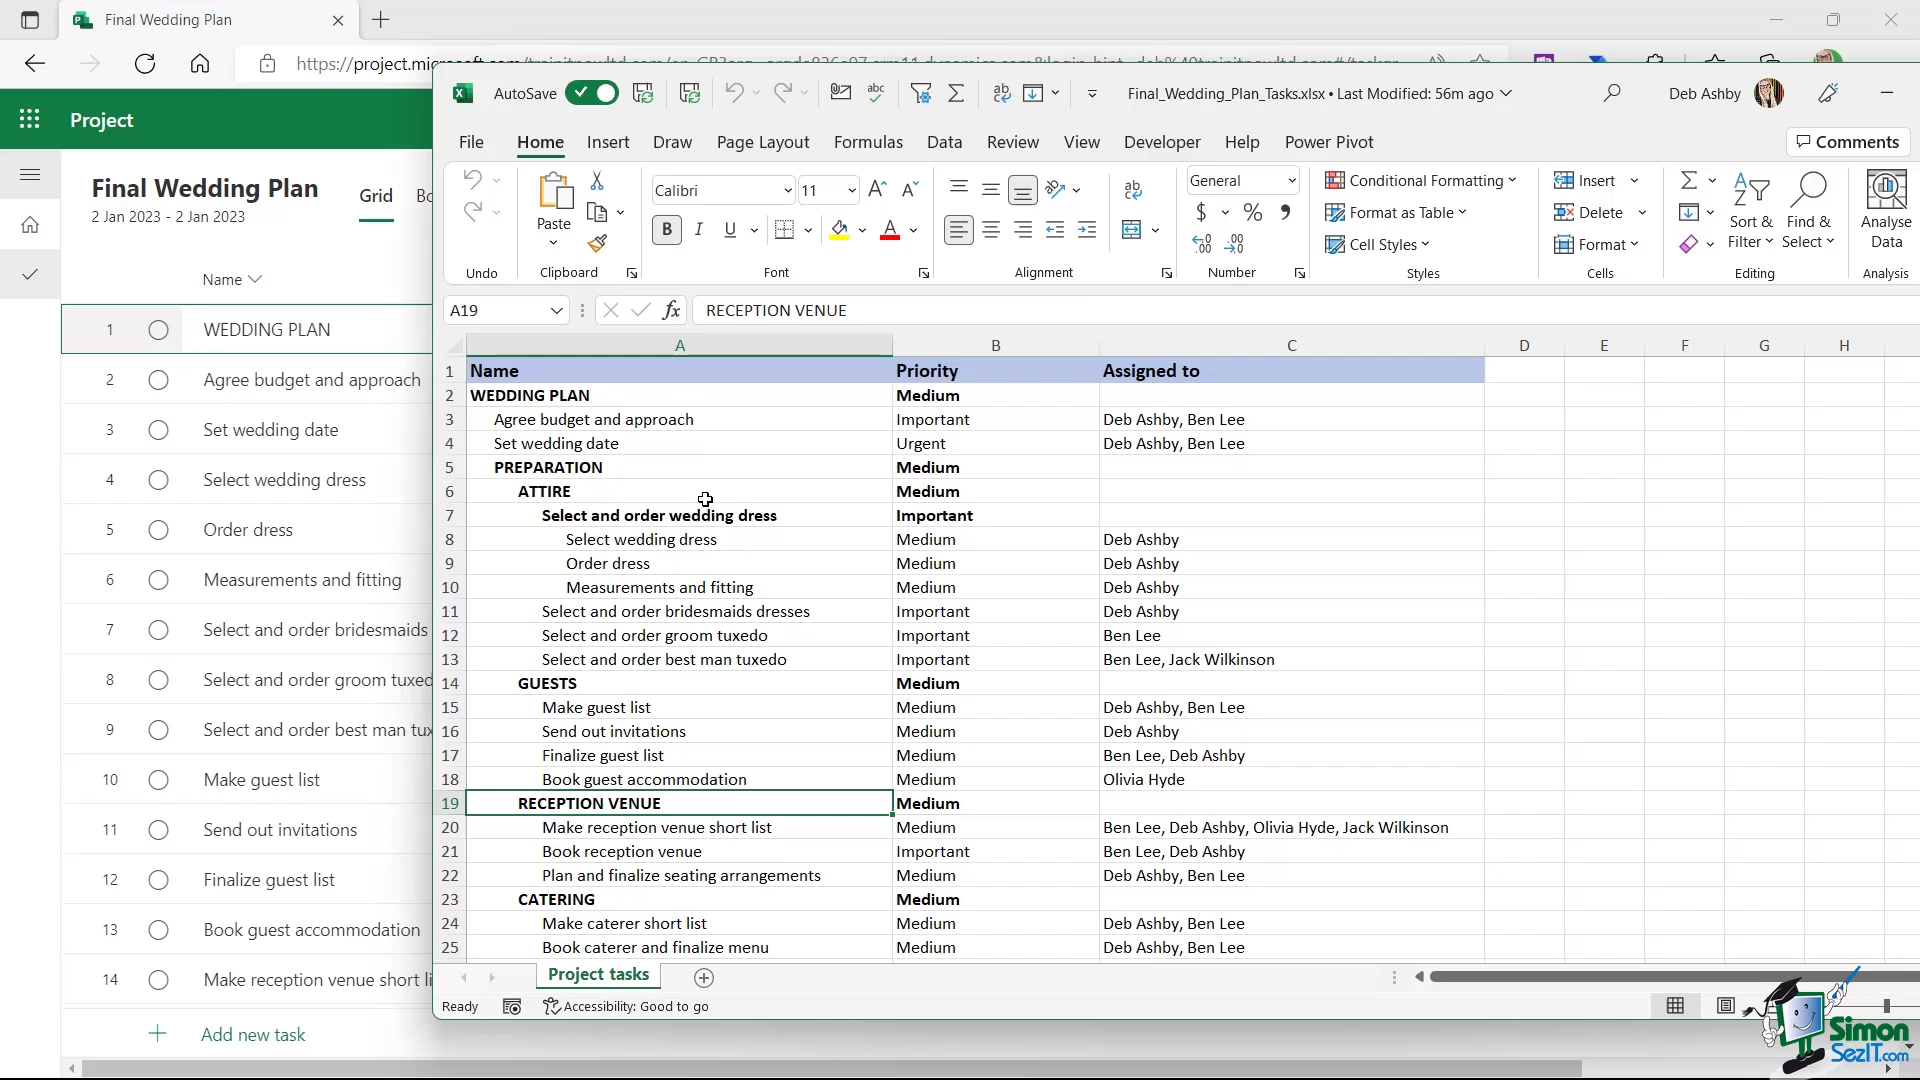 Final Wedding Plan
Project
Final Wedding Plan
2 Jan 2023 - 2 Jan 2023
Grid
Name
1 WEDDING PLAN
2 Agree budget and approach
3 Set wedding date
4 Select wedding dress
5 Order dress
6 Measurements and fitting
7 Select and order bridesmaids
8 Select and order groom tuxed
9 Select and order best man tux
10 Make guest list
11 Send out invitations
12 Finalize guest list
13 Book guest accommodation
14 Make reception venue short li
Add new task
AutoSave
Final_Wedding_Plan_Tasks.xlsx • Last Modified: 56m ago
Deb Ashby
File Home Insert Draw Page Layout Formulas Data Review View Developer Help Power Pivot
Comments
Paste
Calibri 11
B I U
General
$ %
Conditional Formatting
Format as Table
Cell Styles
Insert
Delete
Format
Sort & Filter
Find & Select
Analyse Data
Undo Clipboard Font Alignment Number Styles Cells Editing Analysis
A19 fx RECEPTION VENUE
A B C D E F G H
1 Name Priority Assigned to
2 WEDDING PLAN Medium
3 Agree budget and approach Important Deb Ashby, Ben Lee
4 Set wedding date Urgent Deb Ashby, Ben Lee
5 PREPARATION Medium
6 ATTIRE Medium
7 Select and order wedding dress Important
8 Select wedding dress Medium Deb Ashby
9 Order dress Medium Deb Ashby
10 Measurements and fitting Medium Deb Ashby
11 Select and order bridesmaids dresses Important Deb Ashby
12 Select and order groom tuxedo Important Ben Lee
13 Select and order best man tuxedo Important Ben Lee, Jack Wilkinson
14 GUESTS Medium
15 Make guest list Medium Deb Ashby, Ben Lee
16 Send out invitations Medium Deb Ashby
17 Finalize guest list Medium Ben Lee, Deb Ashby
18 Book guest accommodation Medium Olivia Hyde
19 RECEPTION VENUE Medium
20 Make reception venue short list Medium Ben Lee, Deb Ashby, Olivia Hyde, Jack Wilkinson
21 Book reception venue Important Ben Lee, Deb Ashby
22 Plan and finalize seating arrangements Medium Deb Ashby, Ben Lee
23 CATERING Medium
24 Make caterer short list Medium Deb Ashby, Ben Lee
25 Book caterer and finalize menu Medium Deb Ashby, Ben Lee
Project tasks
Ready Accessibility: Good to go
Simon
SezIT.com